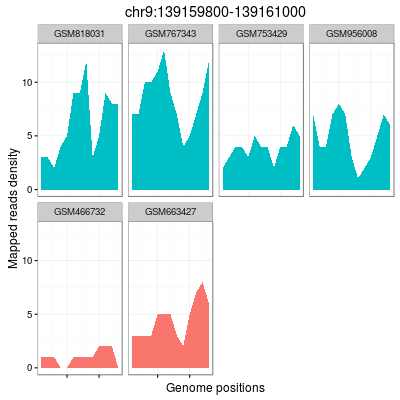 chr9:139159800-139161000
GSM818031 GSM767343 GSM753429 GSM956008
10
5
0
GSM466732 GSM663427
10
5
0
Mapped reads density
Genome positions